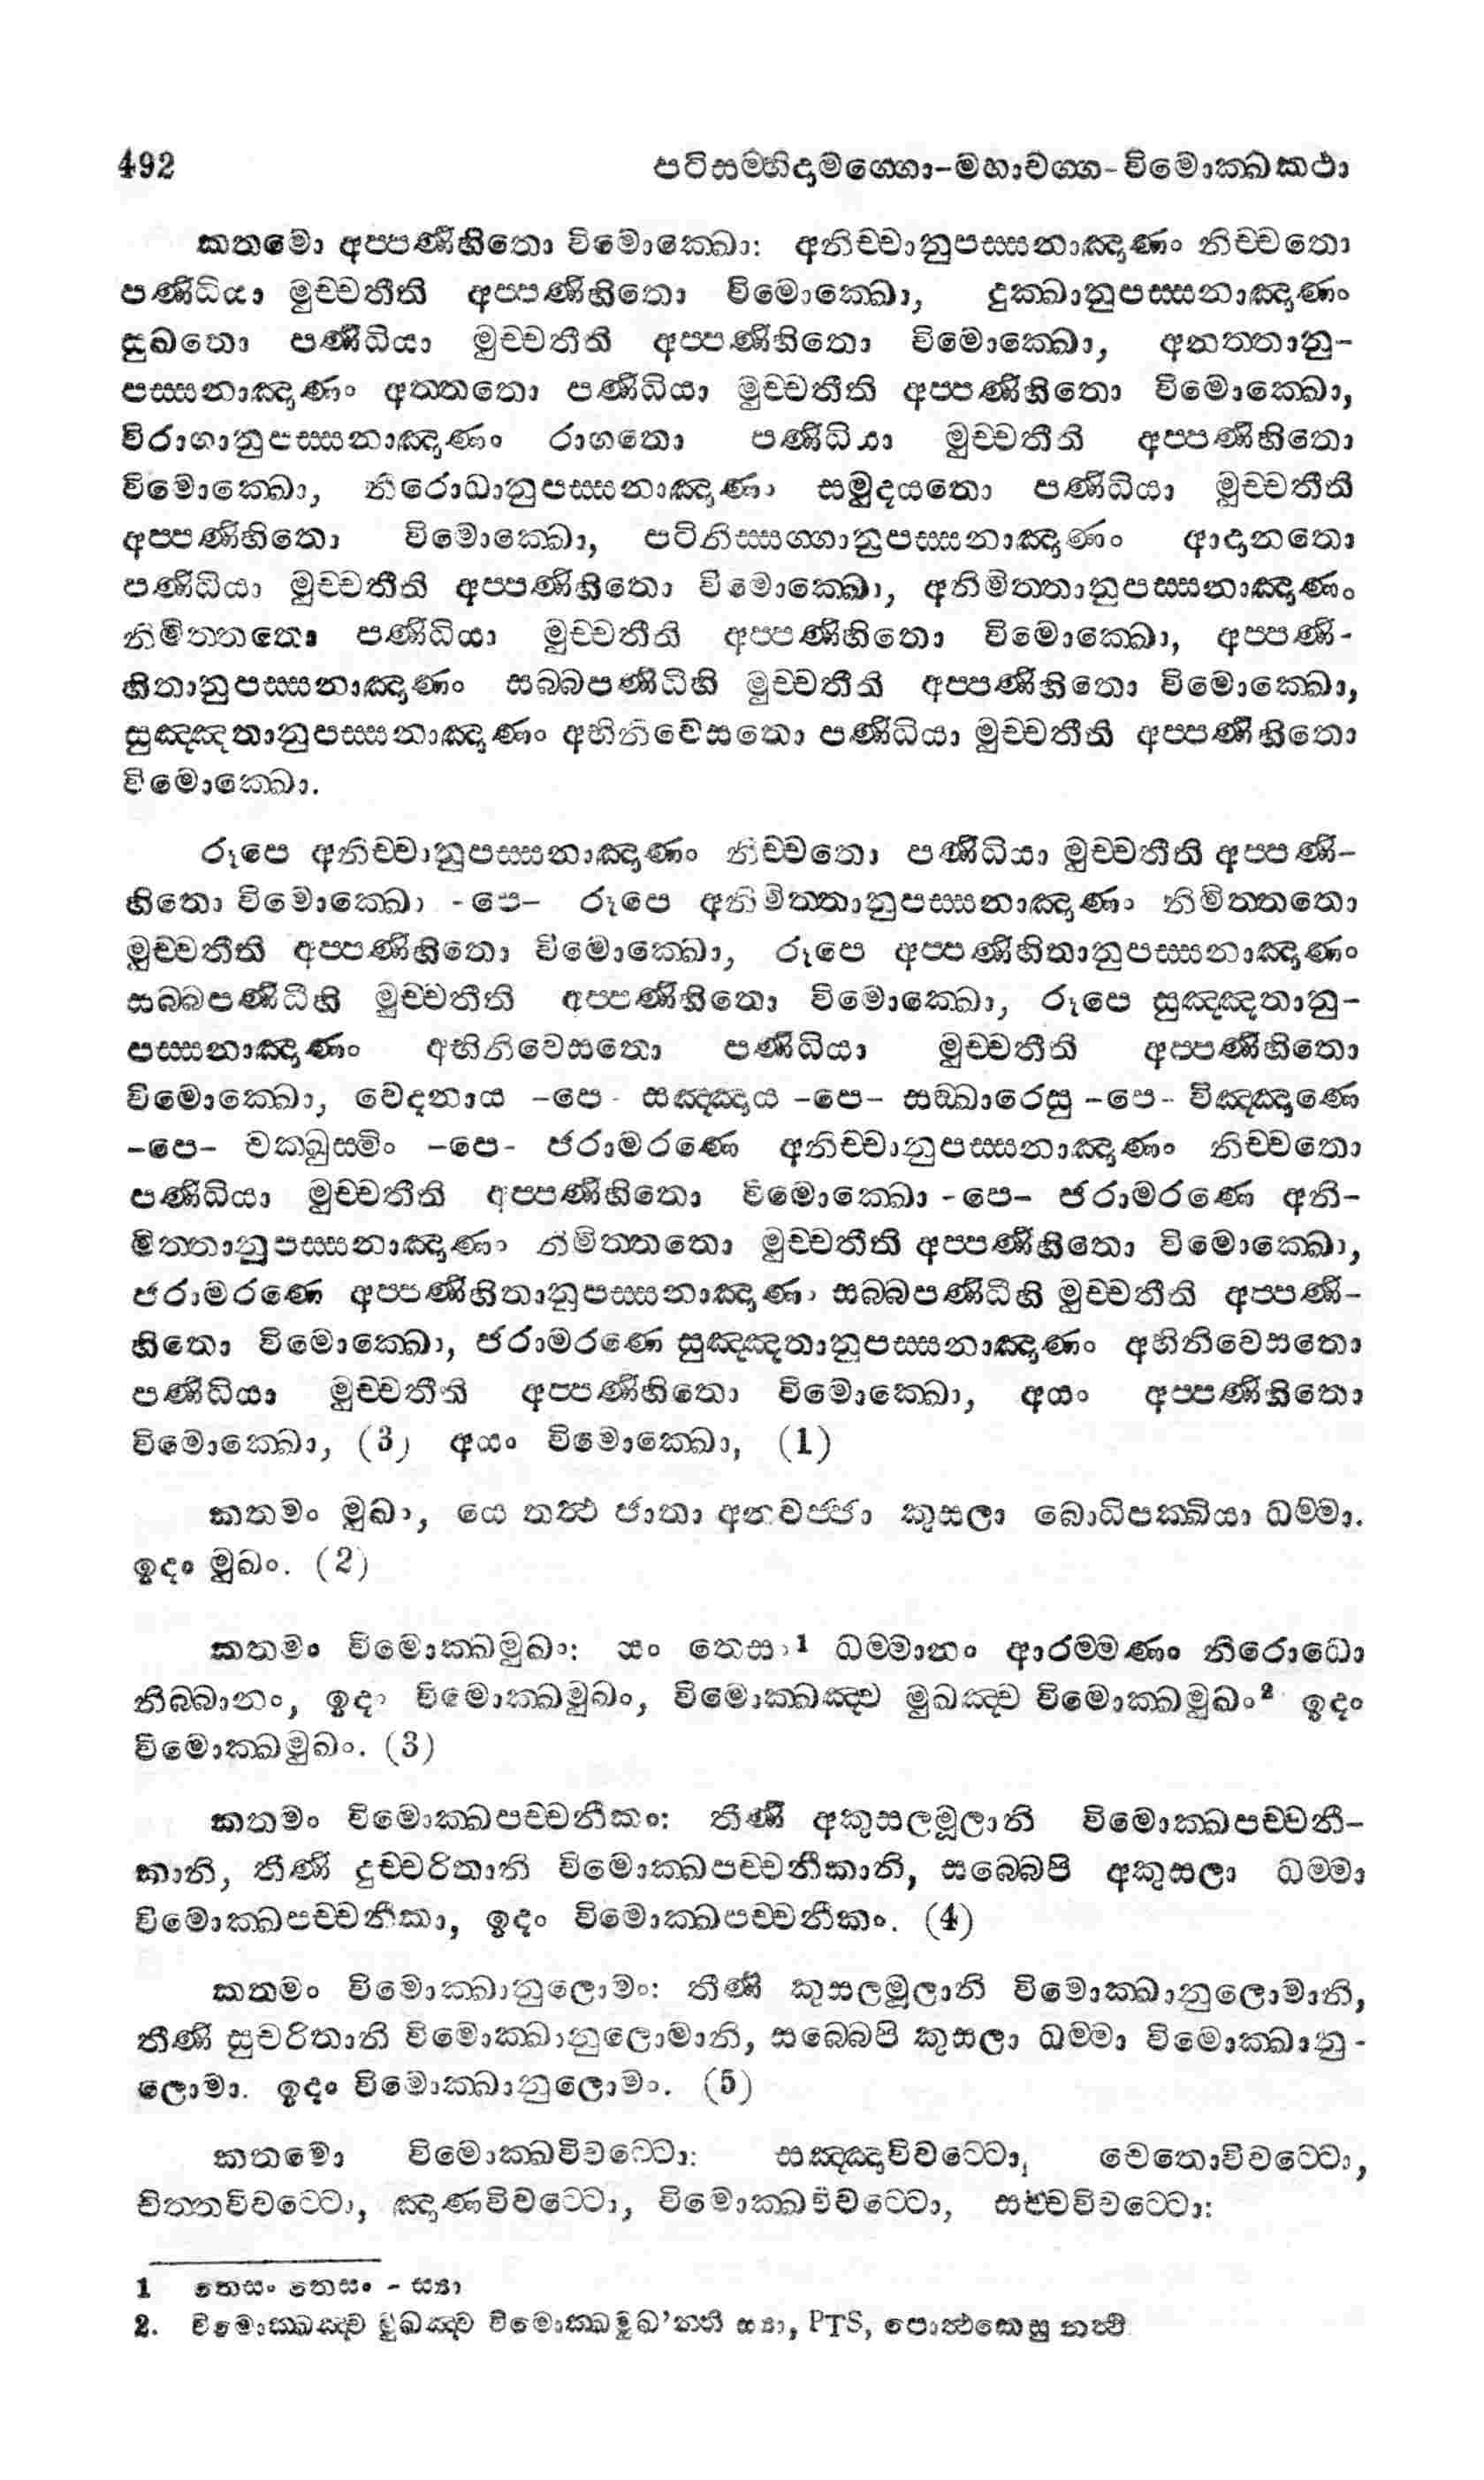 492 පටිසම්භිදාමග්ගො-මහාවග්ග-විමොක්ඛකථා
කතමො අප්පණිහිතො විමොක්ඛො: අනිච්චානුපස්සනාඤාණං නිච්චතො
පණිධියා මුච්චතීති අප්පණිහිතො විමොක්ඛො, දුක්ඛානුපස්සනාඤාණං
සුඛතො පණිධියා මුච්චතීති අප්පණිහිතො විමොක්ඛො, අනත්තානු-
පස්සනාඤාණං අත්තතො පණිධියා මුච්චතීති අප්පණිහිතො විමොක්ඛො,
විරාගානුපස්සනාඤාණං රාගතො පණිධියා මුච්චතීති අප්පණිහිතො
විමොක්ඛො, නිරොධානුපස්සනාඤාණං සමුදයතො පණිධියා මුච්චතීති
අප්පණිහිතො විමොක්ඛො, පටිනිස්සග්ගානුපස්සනාඤාණං ආදානතො
පණිධියා මුච්චතීති අප්පණිහිතො විමොක්ඛො, අනිමිත්තානුපස්සනාඤාණං
නිමිත්තතො පණිධියා මුච්චතීති අප්පණිහිතො විමොක්ඛො, අප්පණි-
හිතානුපස්සනාඤාණං සබ්බපණිධීහි මුච්චතීති අප්පණිහිතො විමොක්ඛො,
සුඤ්ඤතානුපස්සනාඤාණං අභිනිවෙසතො පණිධියා මුච්චතීති අප්පණිහිතො
විමොක්ඛො.
රූපෙ අනිච්චානුපස්සනාඤාණං නිච්චතො පණිධියා මුච්චතීති අප්පණි-
හිතො විමොක්ඛො -පෙ- රූපෙ අනිමිත්තානුපස්සනාඤාණං නිමිත්තතො
මුච්චතීති අප්පණිහිතො විමොක්ඛො, රූපෙ අප්පණිහිතානුපස්සනාඤාණං
සබ්බපණිධීහි මුච්චතීති අප්පණිහිතො විමොක්ඛො, රූපෙ සුඤ්ඤතානු-
පස්සනාඤාණං අභිනිවෙසතො පණිධියා මුච්චතීති අප්පණිහිතො
විමොක්ඛො, වෙදනාය -පෙ- සඤ්ඤාය -පෙ- සඞ්ඛාරෙසු -පෙ- විඤ්ඤාණෙ
-පෙ- චක්ඛුස්මිං -පෙ- ජරාමරණෙ අනිච්චානුපස්සනාඤාණං නිච්චතො
පණිධියා මුච්චතීති අප්පණිහිතො විමොක්ඛො -පෙ- ජරාමරණෙ අනි-
මිත්තානුපස්සනාඤාණං නිමිත්තතො මුච්චතීති අප්පණිහිතො විමොක්ඛො,
ජරාමරණෙ අප්පණිහිතානුපස්සනාඤාණං සබ්බපණිධීහි මුච්චතීති අප්පණි-
හිතො විමොක්ඛො, ජරාමරණෙ සුඤ්ඤතානුපස්සනාඤාණං අභිනිවෙසතො
පණිධියා මුච්චතීති අප්පණිහිතො විමොක්ඛො, අයං අප්පණිහිතො
විමොක්ඛො, (3) අයං විමොක්ඛො, (1)
කතමං මුඛං, යෙ තත්ථ ජාතා අනවජ්ජා කුසලා බොධිපක්ඛියා ධම්මා.
ඉදං මුඛං. (2)
කතමං විමොක්ඛමුඛං: යං තෙසං¹ ධම්මානං ආරම්මණං නිරොධො
නිබ්බානං, ඉදං විමොක්ඛමුඛං, විමොක්ඛඤ්ච මුඛඤ්ච විමොක්ඛමුඛං² ඉදං
විමොක්ඛමුඛං. (3)
කතමං විමොක්ඛපච්චනීකං: තීණි අකුසලමූලානි විමොක්ඛපච්චනී-
කානි, තීණි දුච්චරිතානි විමොක්ඛපච්චනීකානි, සබ්බෙපි අකුසලා ධම්මා
විමොක්ඛපච්චනීකා, ඉදං විමොක්ඛපච්චනීකං. (4)
කතමං විමොක්ඛානුලොමං: තීණි කුසලමූලානි විමොක්ඛානුලොමානි,
තීණි සුචරිතානි විමොක්ඛානුලොමානි, සබ්බෙපි කුසලා ධම්මා විමොක්ඛානු-
ලොමා. ඉදං විමොක්ඛානුලොමං. (5)
කතමො විමොක්ඛවිවට්ටො: සඤ්ඤාවිවට්ටො, චෙතොවිවට්ටො,
චිත්තවිවට්ටො, ඤාණවිවට්ටො, විමොක්ඛවිවට්ටො, සච්චවිවට්ටො:
1 තෙසං තෙසං - ස්‍යා
2. විමොක්ඛඤ්ච මුඛඤ්ච විමොක්ඛමුඛ'න්ති ස්‍යා, PTS, පොත්ථකෙසු නත්ථි